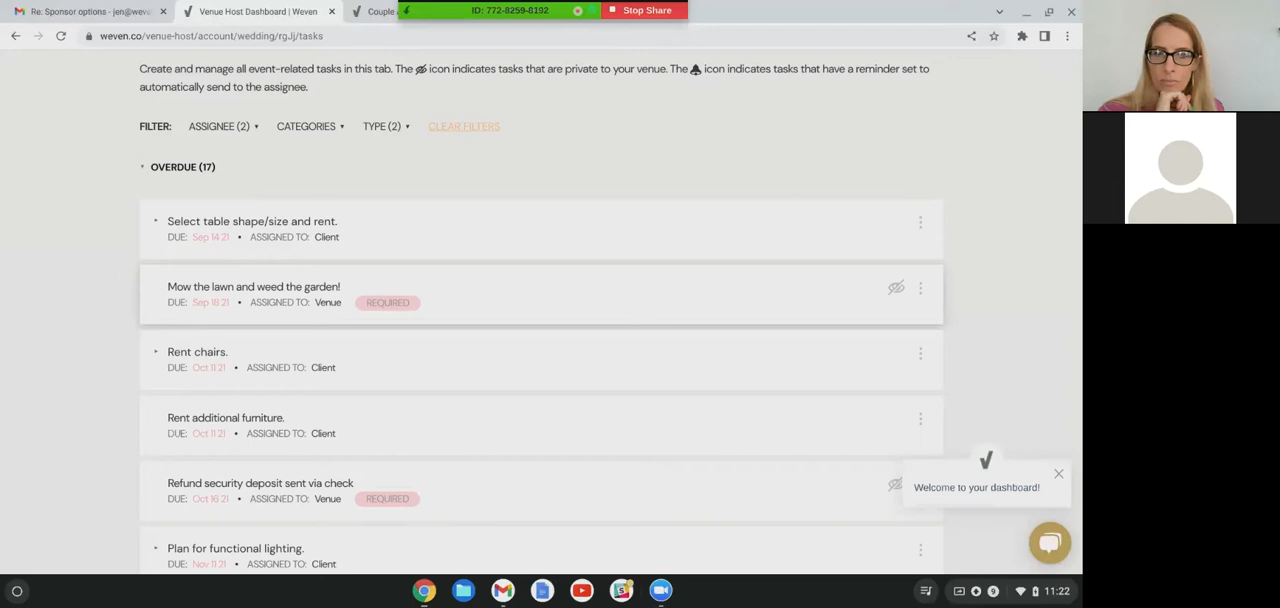 Re: Sponsor options - jen@wev
Venue Host Dashboard | Weven
Couple
ID: 772-8259-8192
Stop Share
weven.co/venue-host/account/wedding/rgJj/tasks
Create and manage all event-related tasks in this tab. The icon indicates tasks that are private to your venue. The icon indicates tasks that have a reminder set to
automatically send to the assignee.
FILTER: ASSIGNEE (2) CATEGORIES TYPE (2) CLEAR FILTERS
OVERDUE (17)
Select table shape/size and rent.
DUE: Sep 14 21 • ASSIGNED TO: Client
Mow the lawn and weed the garden!
DUE: Sep 18 21 • ASSIGNED TO: Venue REQUIRED
Rent chairs.
DUE: Oct 11 21 • ASSIGNED TO: Client
Rent additional furniture.
DUE: Oct 11 21 • ASSIGNED TO: Client
Refund security deposit sent via check
DUE: Oct 16 21 • ASSIGNED TO: Venue REQUIRED
Welcome to your dashboard!
Plan for functional lighting.
DUE: Nov 11 21 • ASSIGNED TO: Client
11:22